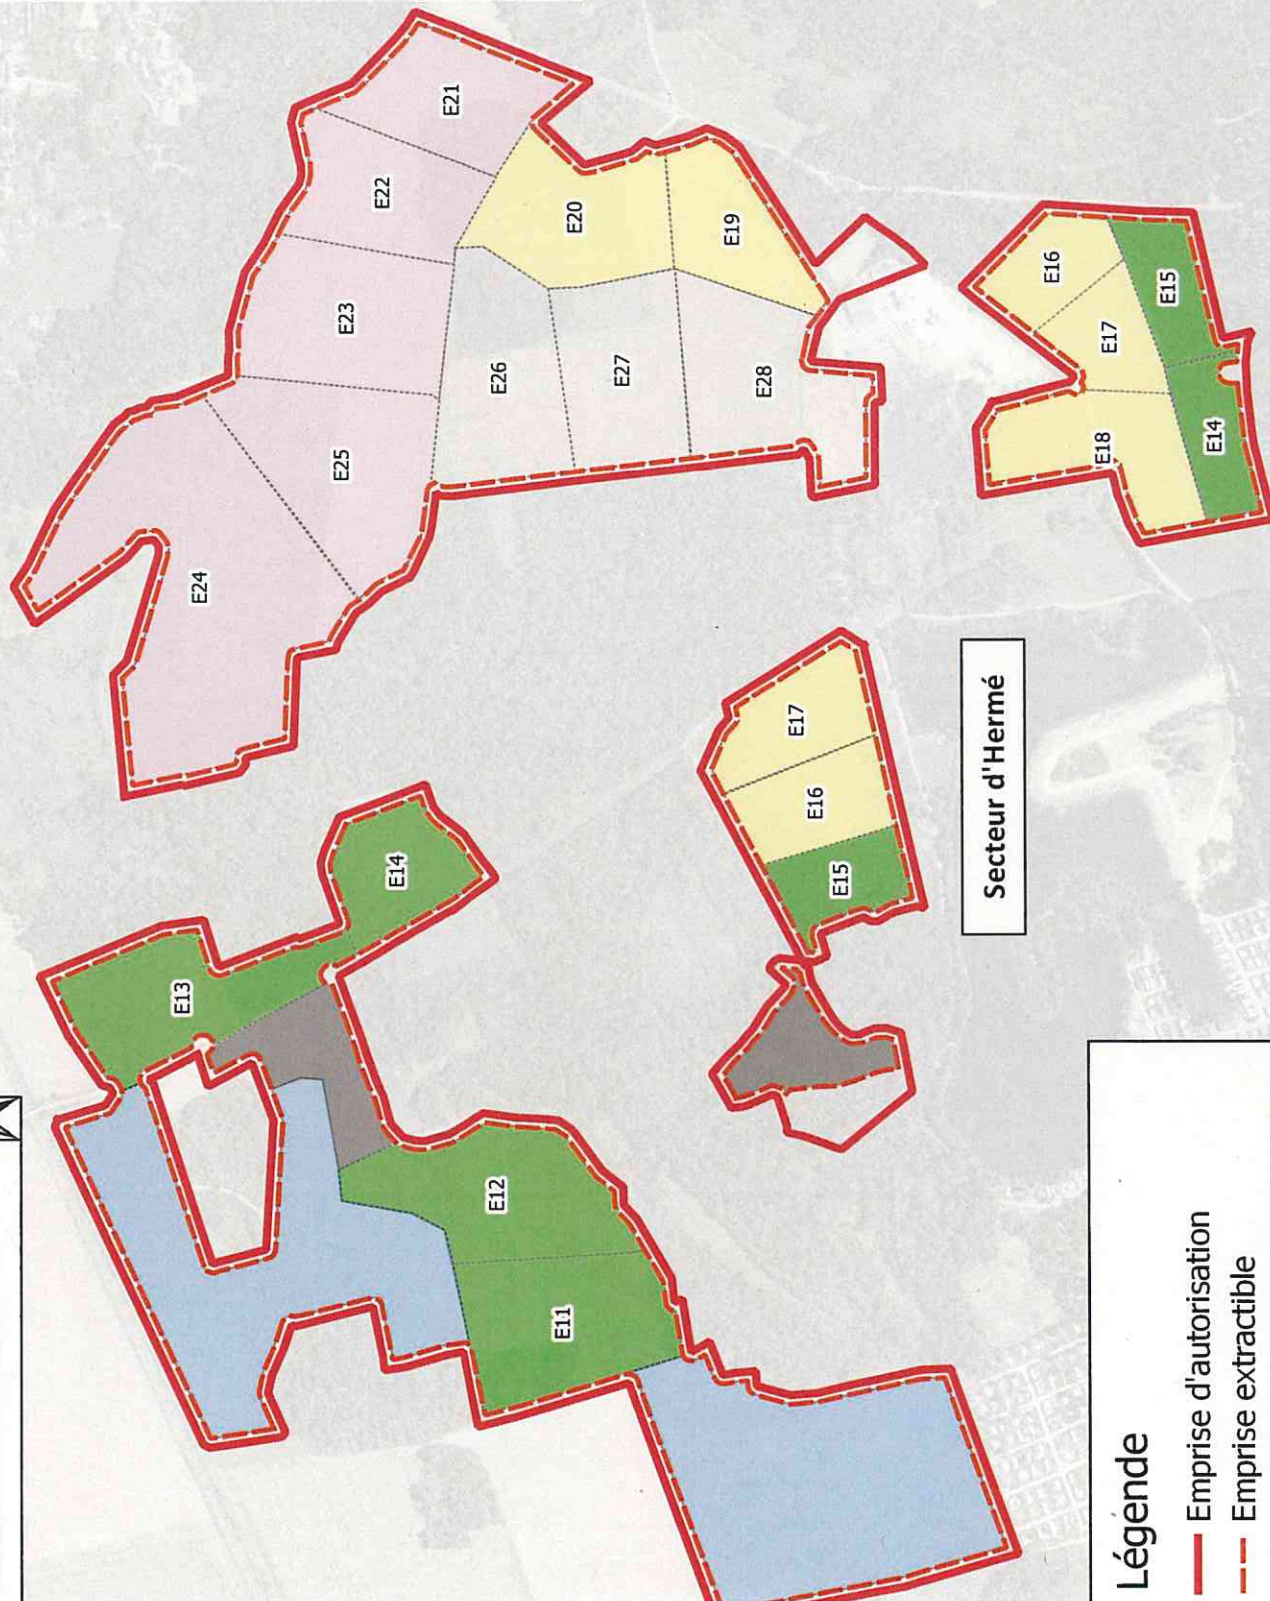 E24
E25
E23
E22
E21
E26
E27
E28
E20
E19
E13
E14
E12
E11
E17
E16
E15
E16
E17
E18
E15
E14
Secteur d'Hermé
Légende
Emprise d'autorisation
Emprise extractible